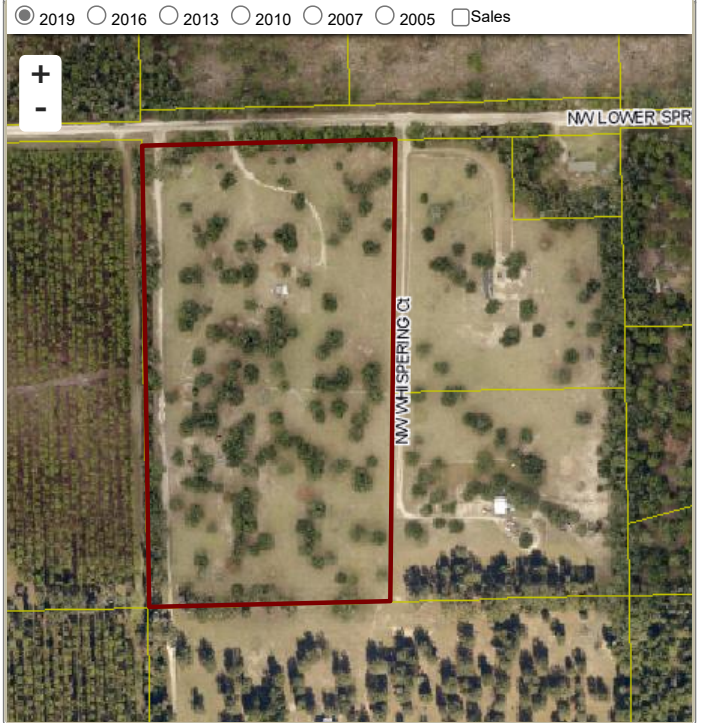 2019 2016 2013 2010 2007 2005 Sales
+
-
NW LOWER SPR
NW WHISPERING Ct